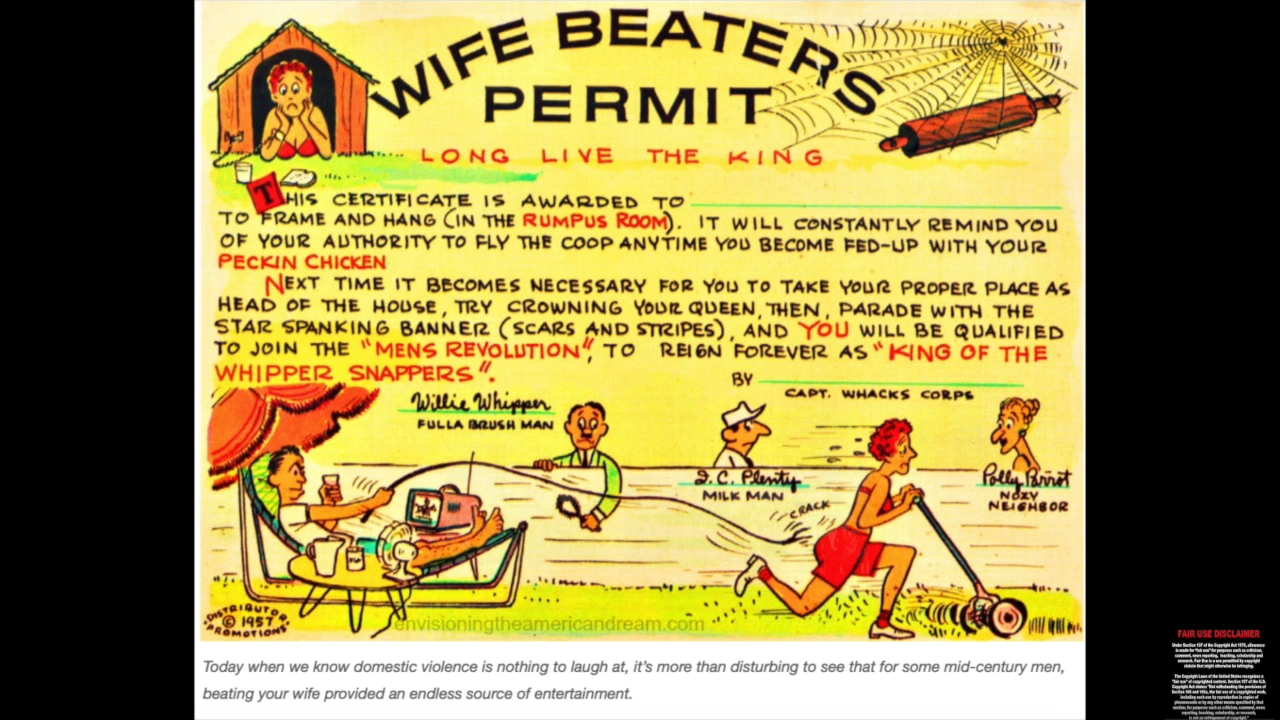 WIFE BEATERS
PERMIT
LONG LIVE THE KING
THIS CERTIFICATE IS AWARDED TO
TO FRAME AND HANG (IN THE RUMPUS ROOM). IT WILL CONSTANTLY REMIND YOU
OF YOUR AUTHORITY TO FLY THE COOP ANYTIME YOU BECOME FED-UP WITH YOUR
PECKIN CHICKEN
NEXT TIME IT BECOMES NECESSARY FOR YOU TO TAKE YOUR PROPER PLACE AS
HEAD OF THE HOUSE, TRY CROWNING YOUR QUEEN, THEN, PARADE WITH THE
STAR SPANKING BANNER (SCARS AND STRIPES), AND YOU WILL BE QUALIFIED
TO JOIN THE "MENS REVOLUTION", TO REIGN FOREVER AS "KING OF THE
WHIPPER SNAPPERS".
BY
CAPT. WHACKS CORPS
Willie Whipper
FULLA BRUSH MAN
I. C. Plenty
MILK MAN
Polly Parrot
NOZY
NEIGHBOR
CRACK
DISTRIBUTOR
© 1957
PROMOTIONS
envisioningtheamericandream.com
Today when we know domestic violence is nothing to laugh at, it's more than disturbing to see that for some mid-century men,
beating your wife provided an endless source of entertainment.
FAIR USE DISCLAIMER